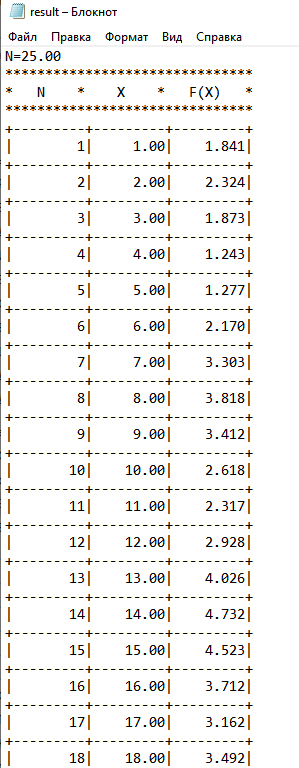 result – Блокнот
Файл Правка Формат Вид Справка
N=25.00
*******************************
*   N    *    X    *   F(X)   *
*******************************
+---------+---------+---------+
|        1|     1.00|    1.841|
+---------+---------+---------+
|        2|     2.00|    2.324|
+---------+---------+---------+
|        3|     3.00|    1.873|
+---------+---------+---------+
|        4|     4.00|    1.243|
+---------+---------+---------+
|        5|     5.00|    1.277|
+---------+---------+---------+
|        6|     6.00|    2.170|
+---------+---------+---------+
|        7|     7.00|    3.303|
+---------+---------+---------+
|        8|     8.00|    3.818|
+---------+---------+---------+
|        9|     9.00|    3.412|
+---------+---------+---------+
|       10|    10.00|    2.618|
+---------+---------+---------+
|       11|    11.00|    2.317|
+---------+---------+---------+
|       12|    12.00|    2.928|
+---------+---------+---------+
|       13|    13.00|    4.026|
+---------+---------+---------+
|       14|    14.00|    4.732|
+---------+---------+---------+
|       15|    15.00|    4.523|
+---------+---------+---------+
|       16|    16.00|    3.712|
+---------+---------+---------+
|       17|    17.00|    3.162|
+---------+---------+---------+
|       18|    18.00|    3.492|